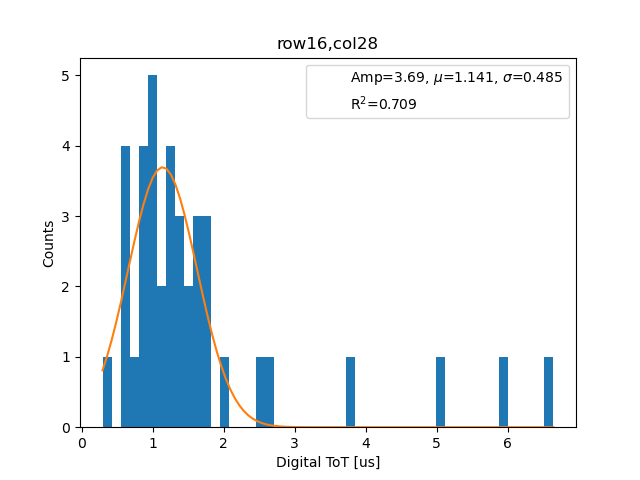 row16,col28
Amp=3.69, μ=1.141, σ=0.485
R²=0.709
Counts
5
4
3
2
1
0
0 1 2 3 4 5 6
Digital ToT [us]